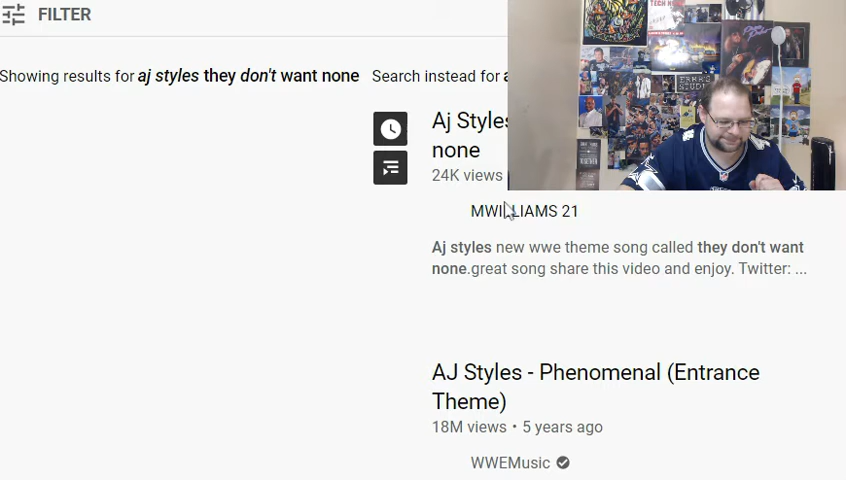 FILTER
Showing results for aj styles they don't want none Search instead for a
Aj Styles
none
24K views
MWILLIAMS 21
Aj styles new wwe theme song called they don't want
none.great song share this video and enjoy. Twitter: ...
AJ Styles - Phenomenal (Entrance
Theme)
18M views • 5 years ago
WWEMusic